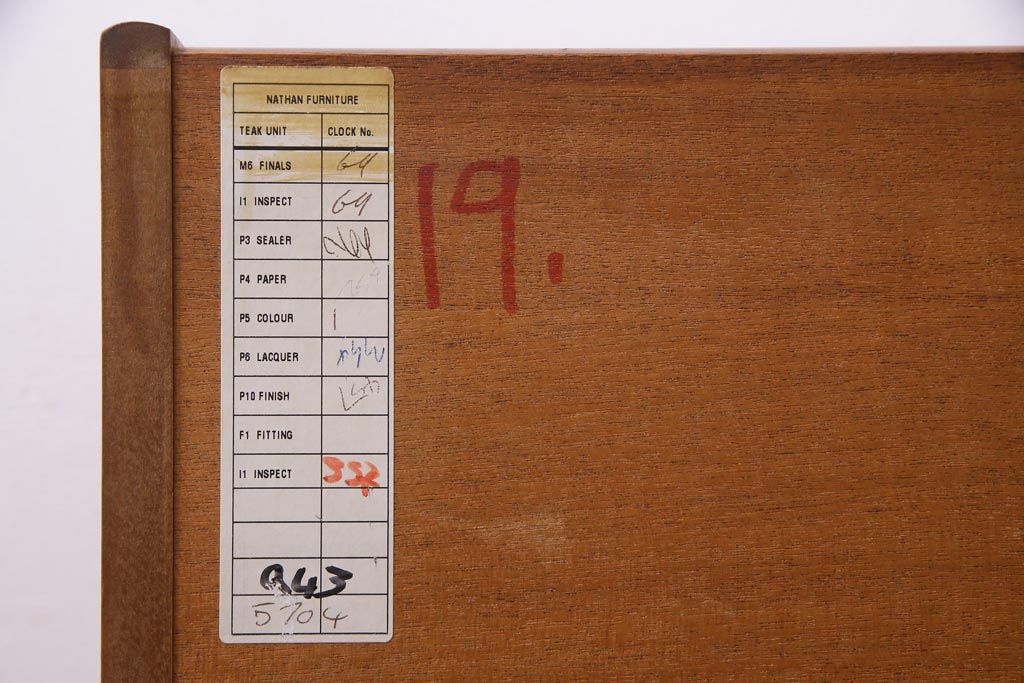 NATHAN FURNITURE
TEAK UNIT CLOCK No.
M6 FINALS 64
I1 INSPECT 64
P3 SEALER
P4 PAPER
P5 COLOUR 1
P6 LACQUER
P10 FINISH
F1 FITTING
I1 INSPECT
943
5704
19.